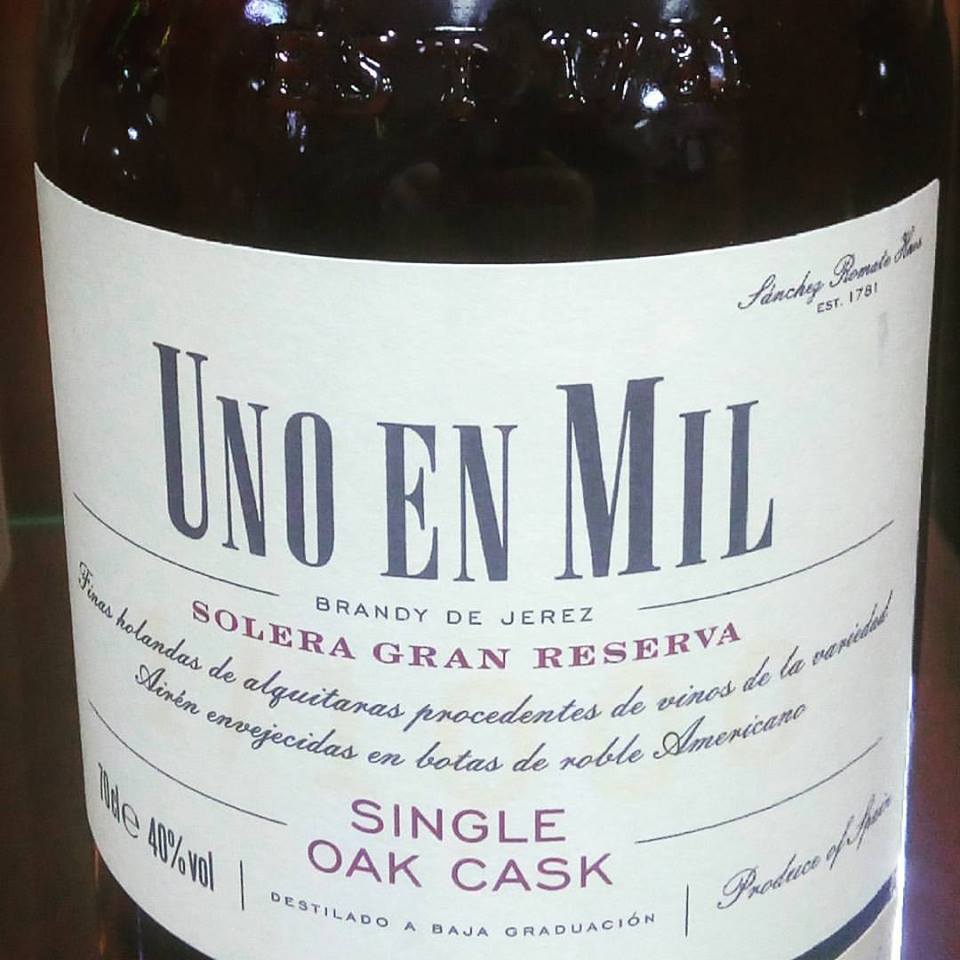 Sánchez Romate Hnos
EST. 1781
UNO EN MIL
BRANDY DE JEREZ
SOLERA GRAN RESERVA
Finas holandas de alquitaras procedentes de vinos de la variedad
Airén envejecidas en botas de roble Americano
SINGLE
OAK CASK
70cl e 40%vol
DESTILADO A BAJA GRADUACIÓN
Produce of Spain